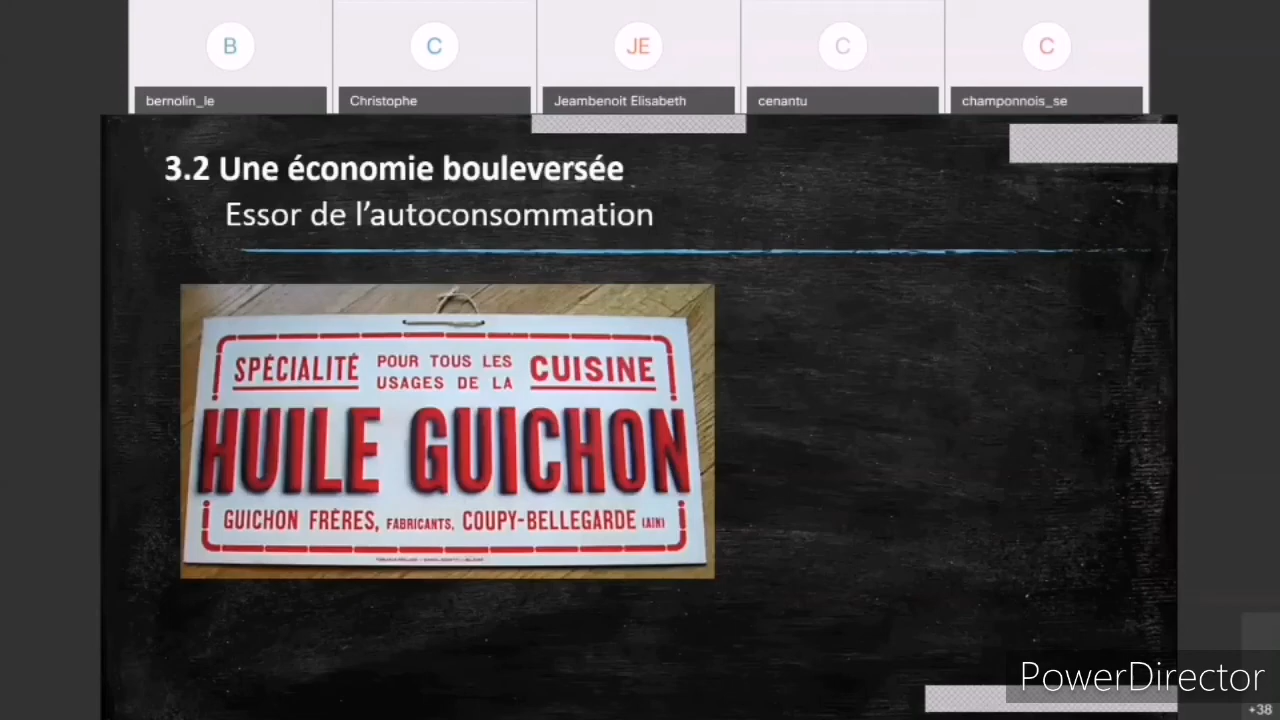 B
C
JE
C
C
bernolin_le
Christophe
Jeambenoit Elisabeth
cenantu
champonnois_se
3.2 Une économie bouleversée
Essor de l’autoconsommation
SPÉCIALITÉ POUR TOUS LES USAGES DE LA CUISINE
HUILE GUICHON
GUICHON FRÈRES, FABRICANTS, COUPY-BELLEGARDE (AIN)
PowerDirector
+38